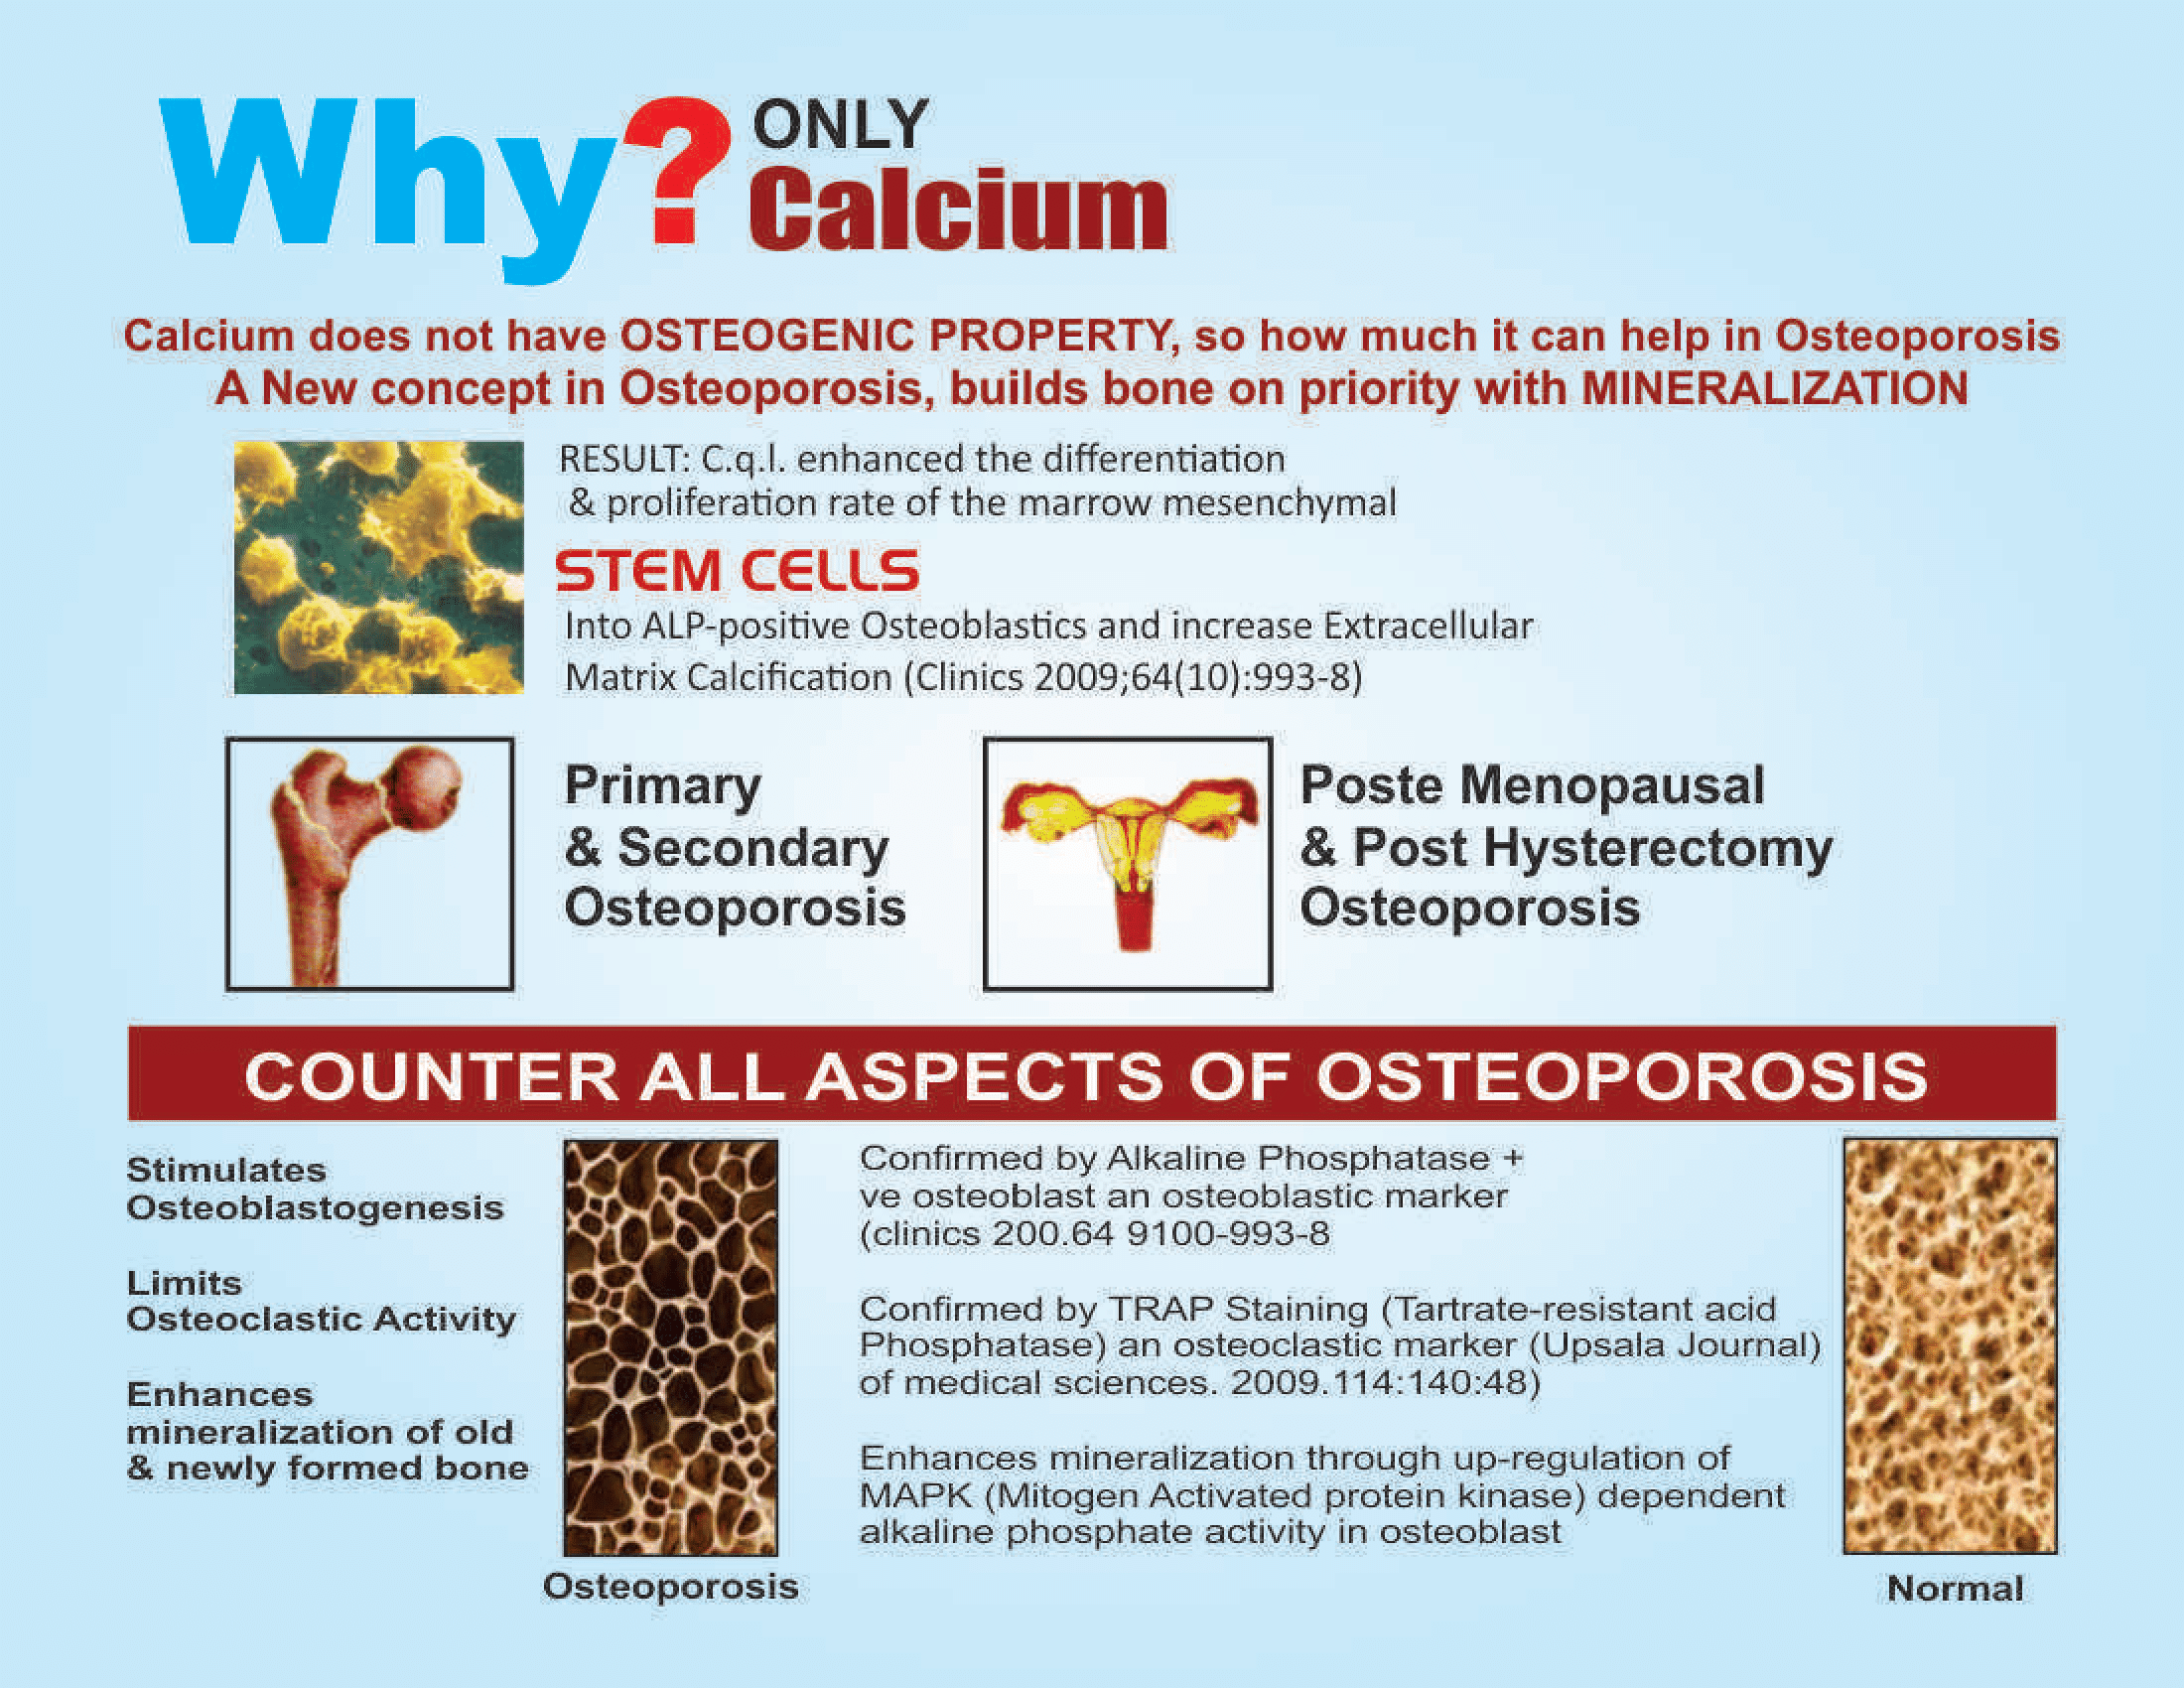 Why? ONLY
Calcium
Calcium does not have OSTEOGENIC PROPERTY, so how much it can help in Osteoporosis
A New concept in Osteoporosis, builds bone on priority with MINERALIZATION
RESULT: C.q.l. enhanced the differentiation
& proliferation rate of the marrow mesenchymal
STEM CELLS
Into ALP-positive Osteoblastics and increase Extracellular
Matrix Calcification (Clinics 2009;64(10):993-8)
Primary
& Secondary
Osteoporosis
Poste Menopausal
& Post Hysterectomy
Osteoporosis
COUNTER ALL ASPECTS OF OSTEOPOROSIS
Stimulates
Osteoblastogenesis
Limits
Osteoclastic Activity
Enhances
mineralization of old
& newly formed bone
Osteoporosis
Confirmed by Alkaline Phosphatase +
ve osteoblast an osteoblastic marker
(clinics 200.64 9100-993-8
Confirmed by TRAP Staining (Tartrate-resistant acid
Phosphatase) an osteoclastic marker (Upsala Journal)
of medical sciences. 2009.114:140:48)
Enhances mineralization through up-regulation of
MAPK (Mitogen Activated protein kinase) dependent
alkaline phosphate activity in osteoblast
Normal